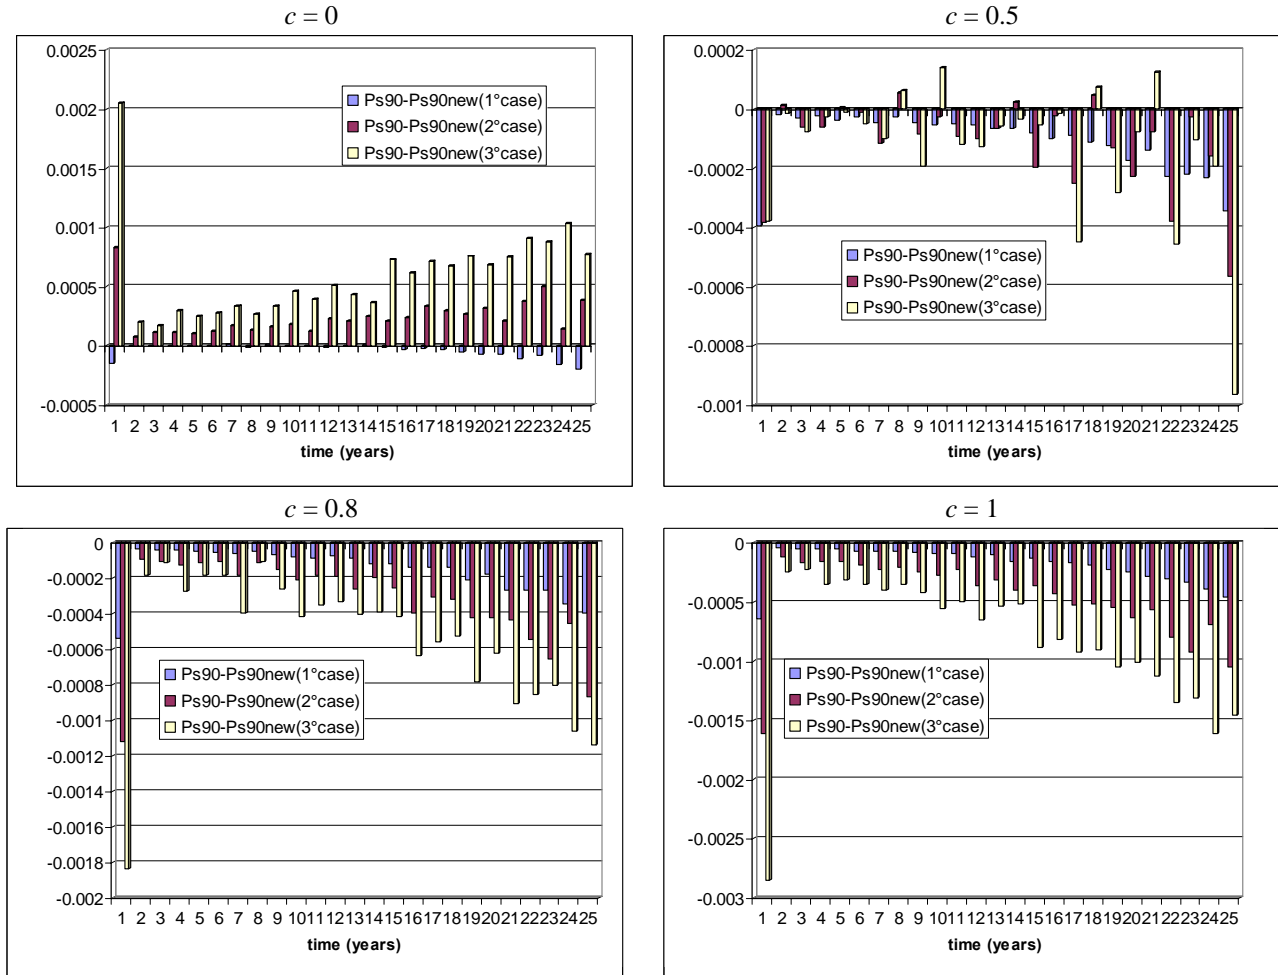 c = 0
0.0025
0.002
0.0015
0.001
0.0005
0
-0.0005
Ps90-Ps90new(1°case)
Ps90-Ps90new(2°case)
Ps90-Ps90new(3°case)
1 2 3 4 5 6 7 8 9 10 11 12 13 14 15 16 17 18 19 20 21 22 23 24 25
time (years)
c = 0.5
0.0002
0
-0.0002
-0.0004
-0.0006
-0.0008
-0.001
Ps90-Ps90new(1°case)
Ps90-Ps90new(2°case)
Ps90-Ps90new(3°case)
1 2 3 4 5 6 7 8 9 10 11 12 13 14 15 16 17 18 19 20 21 22 23 24 25
time (years)
c = 0.8
0
-0.0002
-0.0004
-0.0006
-0.0008
-0.001
-0.0012
-0.0014
-0.0016
-0.0018
-0.002
Ps90-Ps90new(1°case)
Ps90-Ps90new(2°case)
Ps90-Ps90new(3°case)
1 2 3 4 5 6 7 8 9 10 11 12 13 14 15 16 17 18 19 20 21 22 23 24 25
time (years)
c = 1
0
-0.0005
-0.001
-0.0015
-0.002
-0.0025
-0.003
Ps90-Ps90new(1°case)
Ps90-Ps90new(2°case)
Ps90-Ps90new(3°case)
1 2 3 4 5 6 7 8 9 10 11 12 13 14 15 16 17 18 19 20 21 22 23 24 25
time (years)